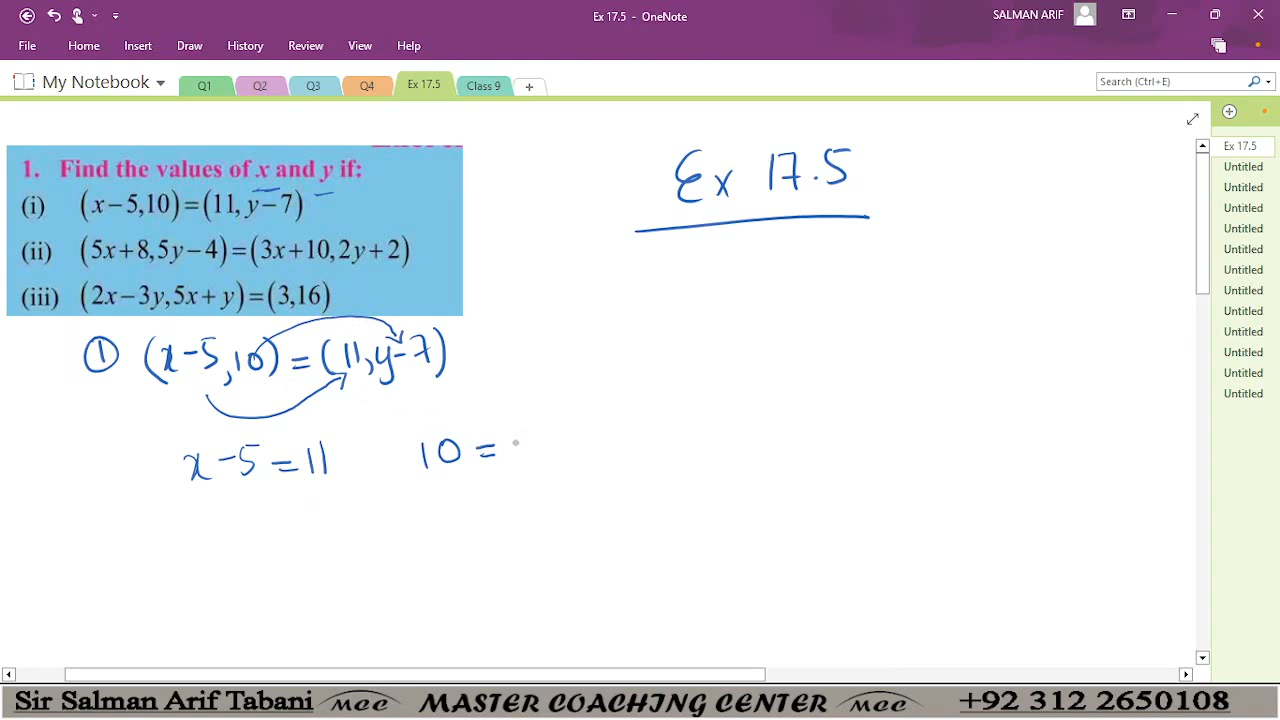 Ex 17.5 - OneNote
SALMAN ARIF
File Home Insert Draw History Review View Help
My Notebook Q1 Q2 Q3 Q4 Ex 17.5 Class 9 +
Search (Ctrl+E)
Ex 17.5
Untitled
Untitled
Untitled
Untitled
Untitled
Untitled
Untitled
Untitled
Untitled
Untitled
Untitled
Untitled
1. Find the values of x and y if:
(i) (x−5,10)=(11, y−7)
(ii) (5x+8,5y−4)=(3x+10,2y+2)
(iii) (2x−3y,5x+y)=(3,16)
Ex 17.5
① (x−5,10)=(11,y−7)
x−5=11 10=
Sir Salman Arif Tabani mcc MASTER COACHING CENTER mcc +92 312 2650108